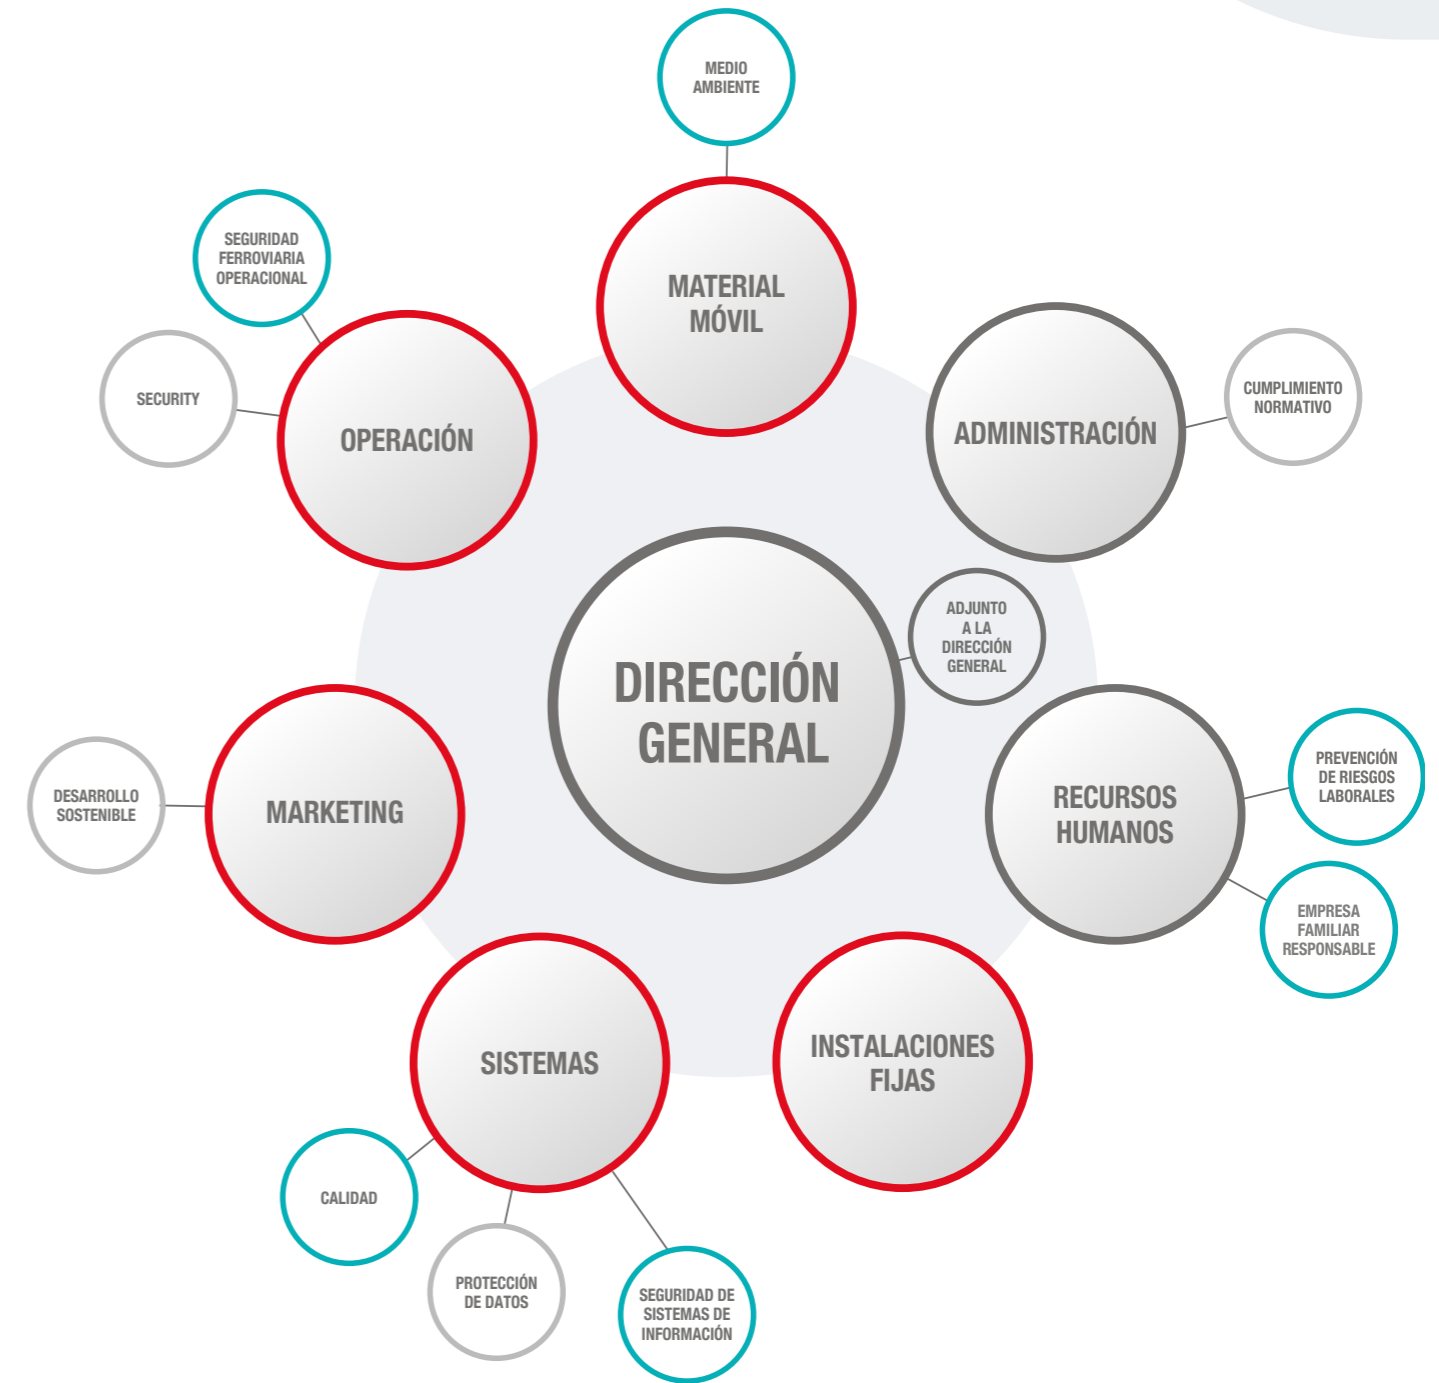 MEDIO
AMBIENTE
SEGURIDAD
FERROVIARIA
OPERACIONAL
MATERIAL
MÓVIL
SECURITY
OPERACIÓN
ADMINISTRACIÓN
CUMPLIMIENTO
NORMATIVO
ADJUNTO
A LA
DIRECCIÓN
GENERAL
DIRECCIÓN
GENERAL
DESARROLLO
SOSTENIBLE
MARKETING
RECURSOS
HUMANOS
PREVENCIÓN
DE RIESGOS
LABORALES
EMPRESA
FAMILIAR
RESPONSABLE
SISTEMAS
INSTALACIONES
FIJAS
CALIDAD
PROTECCIÓN
DE DATOS
SEGURIDAD DE
SISTEMAS DE
INFORMACIÓN